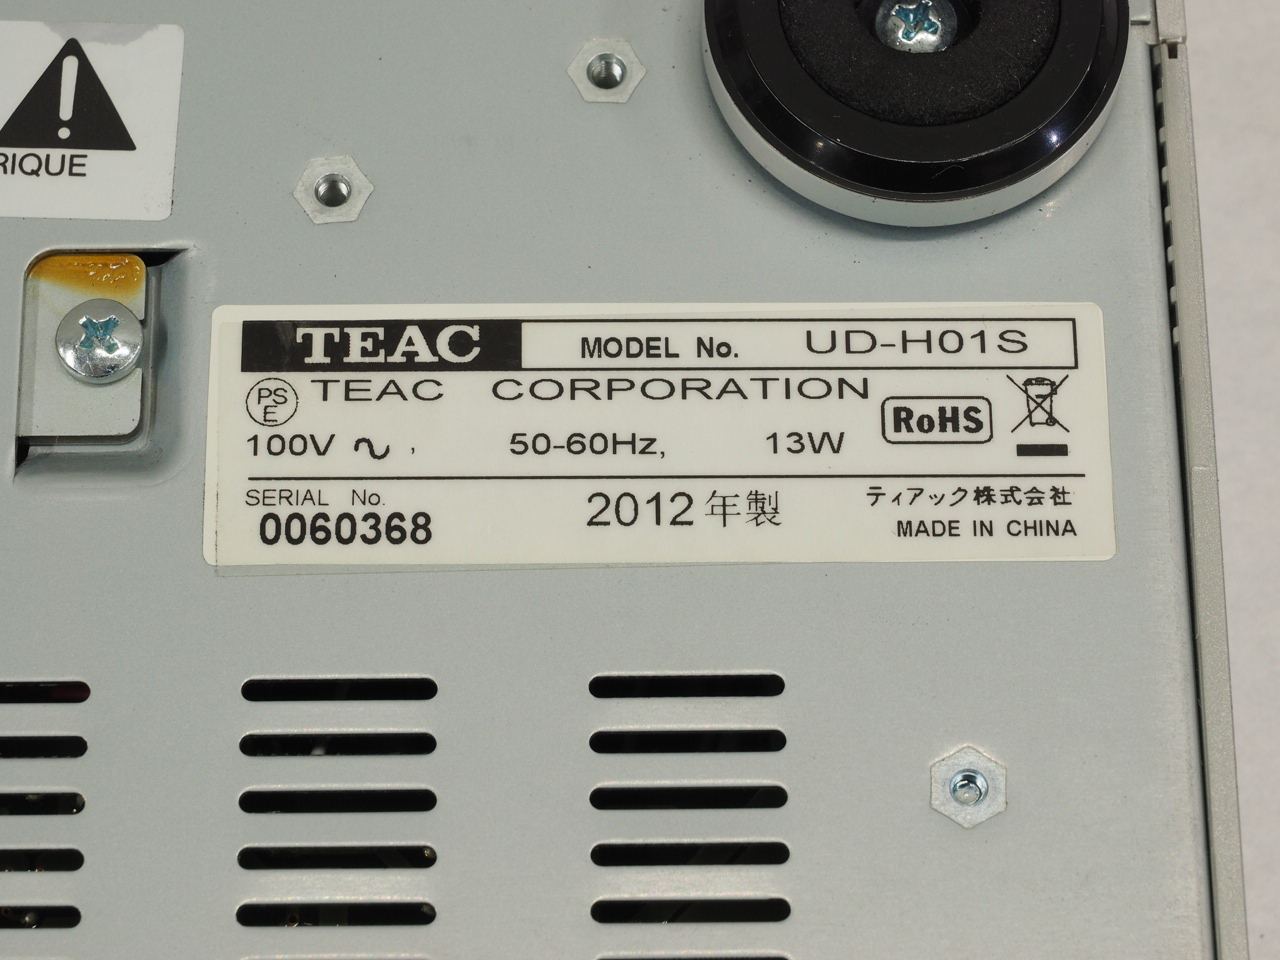 RIQUE
TEAC MODEL No. UD-H01S
PSE TEAC CORPORATION
RoHS
100V ~, 50-60Hz, 13W
SERIAL No. 2012年製 ティアック株式会社
0060368 MADE IN CHINA